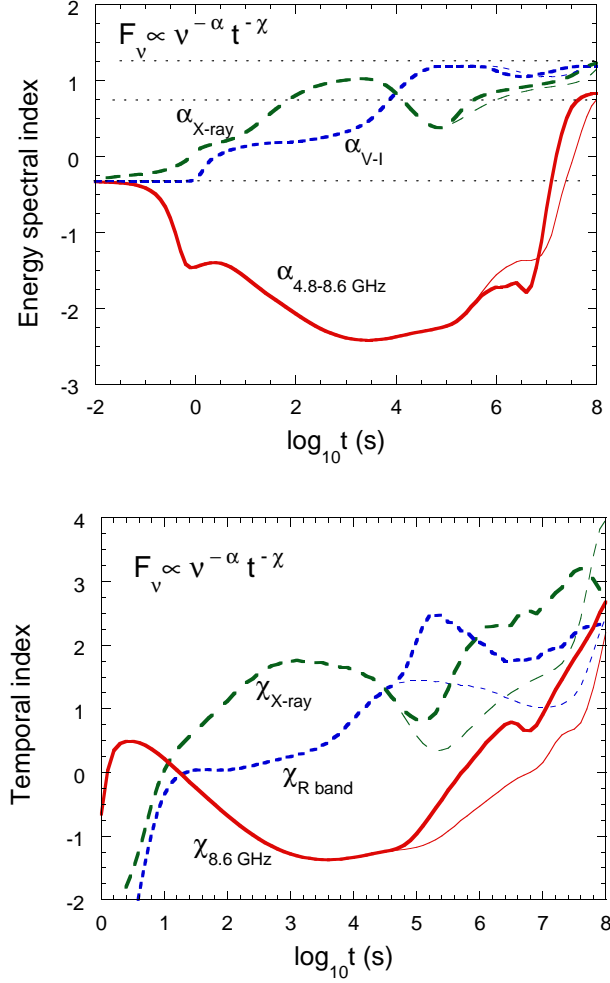 F_ν ∝ ν^−α t^−χ
2
1
0
-1
-2
-3
Energy spectral index
α_X-ray
α_V-I
α_4.8-8.6 GHz
-2 0 2 4 6 8
log₁₀t (s)
4
3
2
1
0
-1
-2
F_ν ∝ ν^−α t^−χ
Temporal index
χ_X-ray
χ_R band
χ_8.6 GHz
0 1 2 3 4 5 6 7 8
log₁₀t (s)